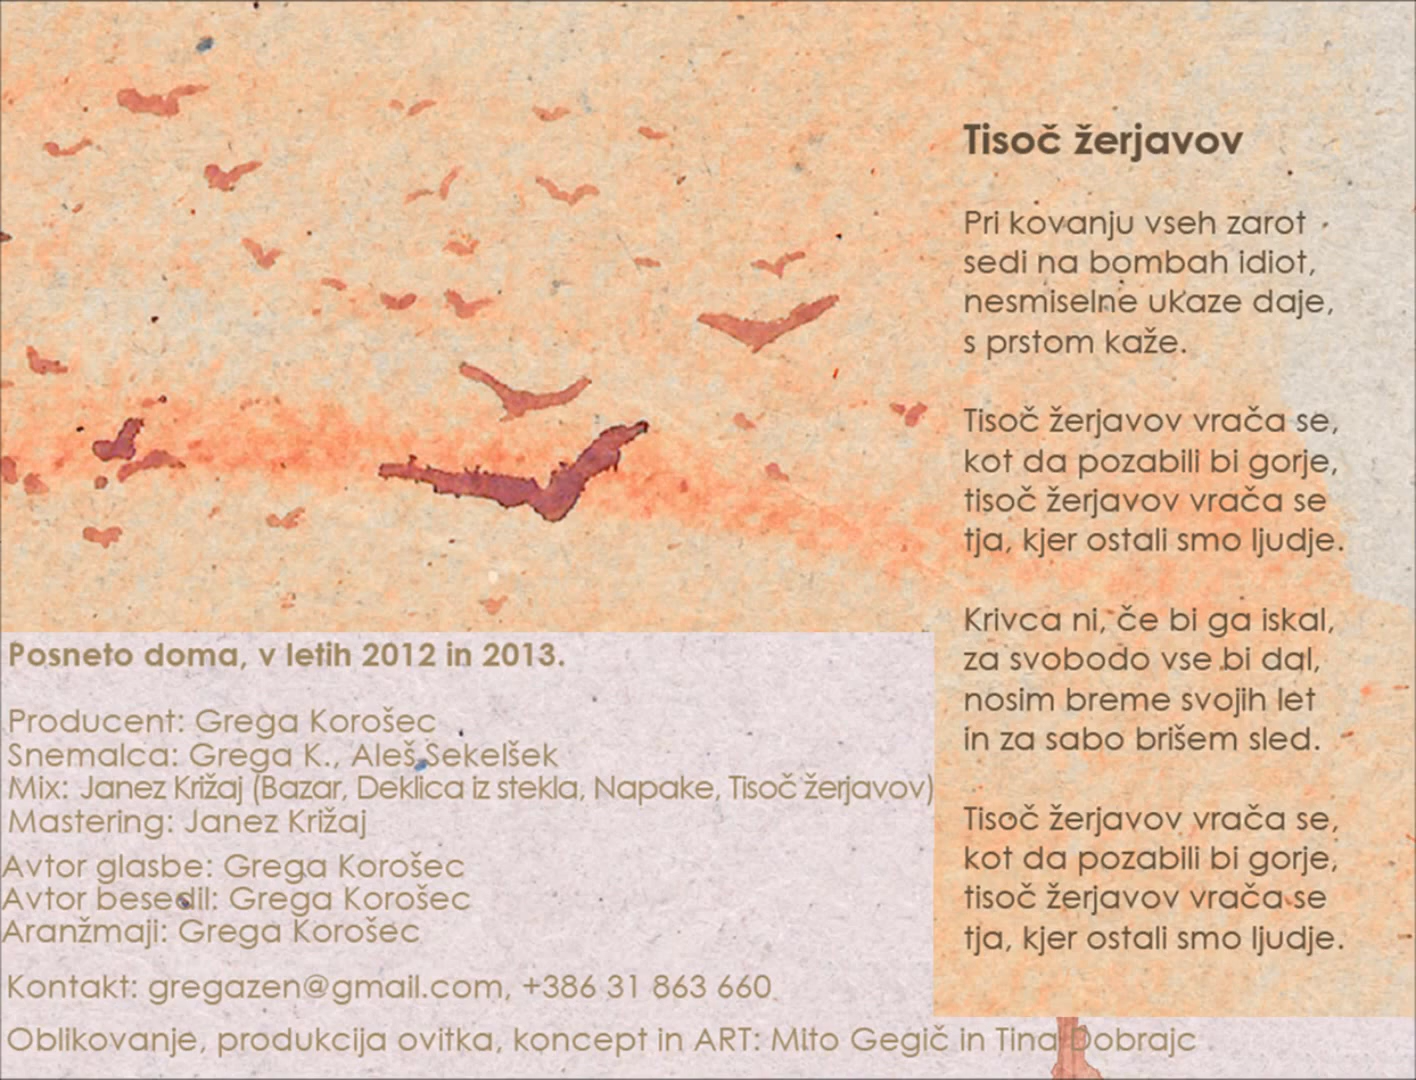 Tisoč žerjavov
Pri kovanju vseh zarot
sedi na bombah idiot,
nesmiselne ukaze daje,
s prstom kaže.
Tisoč žerjavov vrača se,
kot da pozabili bi gorje,
tisoč žerjavov vrača se
tja, kjer ostali smo ljudje.
Krivca ni, če bi ga iskal,
za svobodo vse bi dal,
nosim breme svojih let
in za sabo brišem sled.
Tisoč žerjavov vrača se,
kot da pozabili bi gorje,
tisoč žerjavov vrača se
tja, kjer ostali smo ljudje.
Posneto doma, v letih 2012 in 2013.
Producent: Grega Korošec
Snemalca: Grega K., Aleš Sekelšek
Mix: Janez Križaj (Bazar, Deklica iz stekla, Napake, Tisoč žerjavov)
Mastering: Janez Križaj
Avtor glasbe: Grega Korošec
Avtor besedil: Grega Korošec
Aranžmaji: Grega Korošec
Kontakt: gregazen@gmail.com, +386 31 863 660
Oblikovanje, produkcija ovitka, koncept in ART: Mito Gegič in Tina Dobrajc